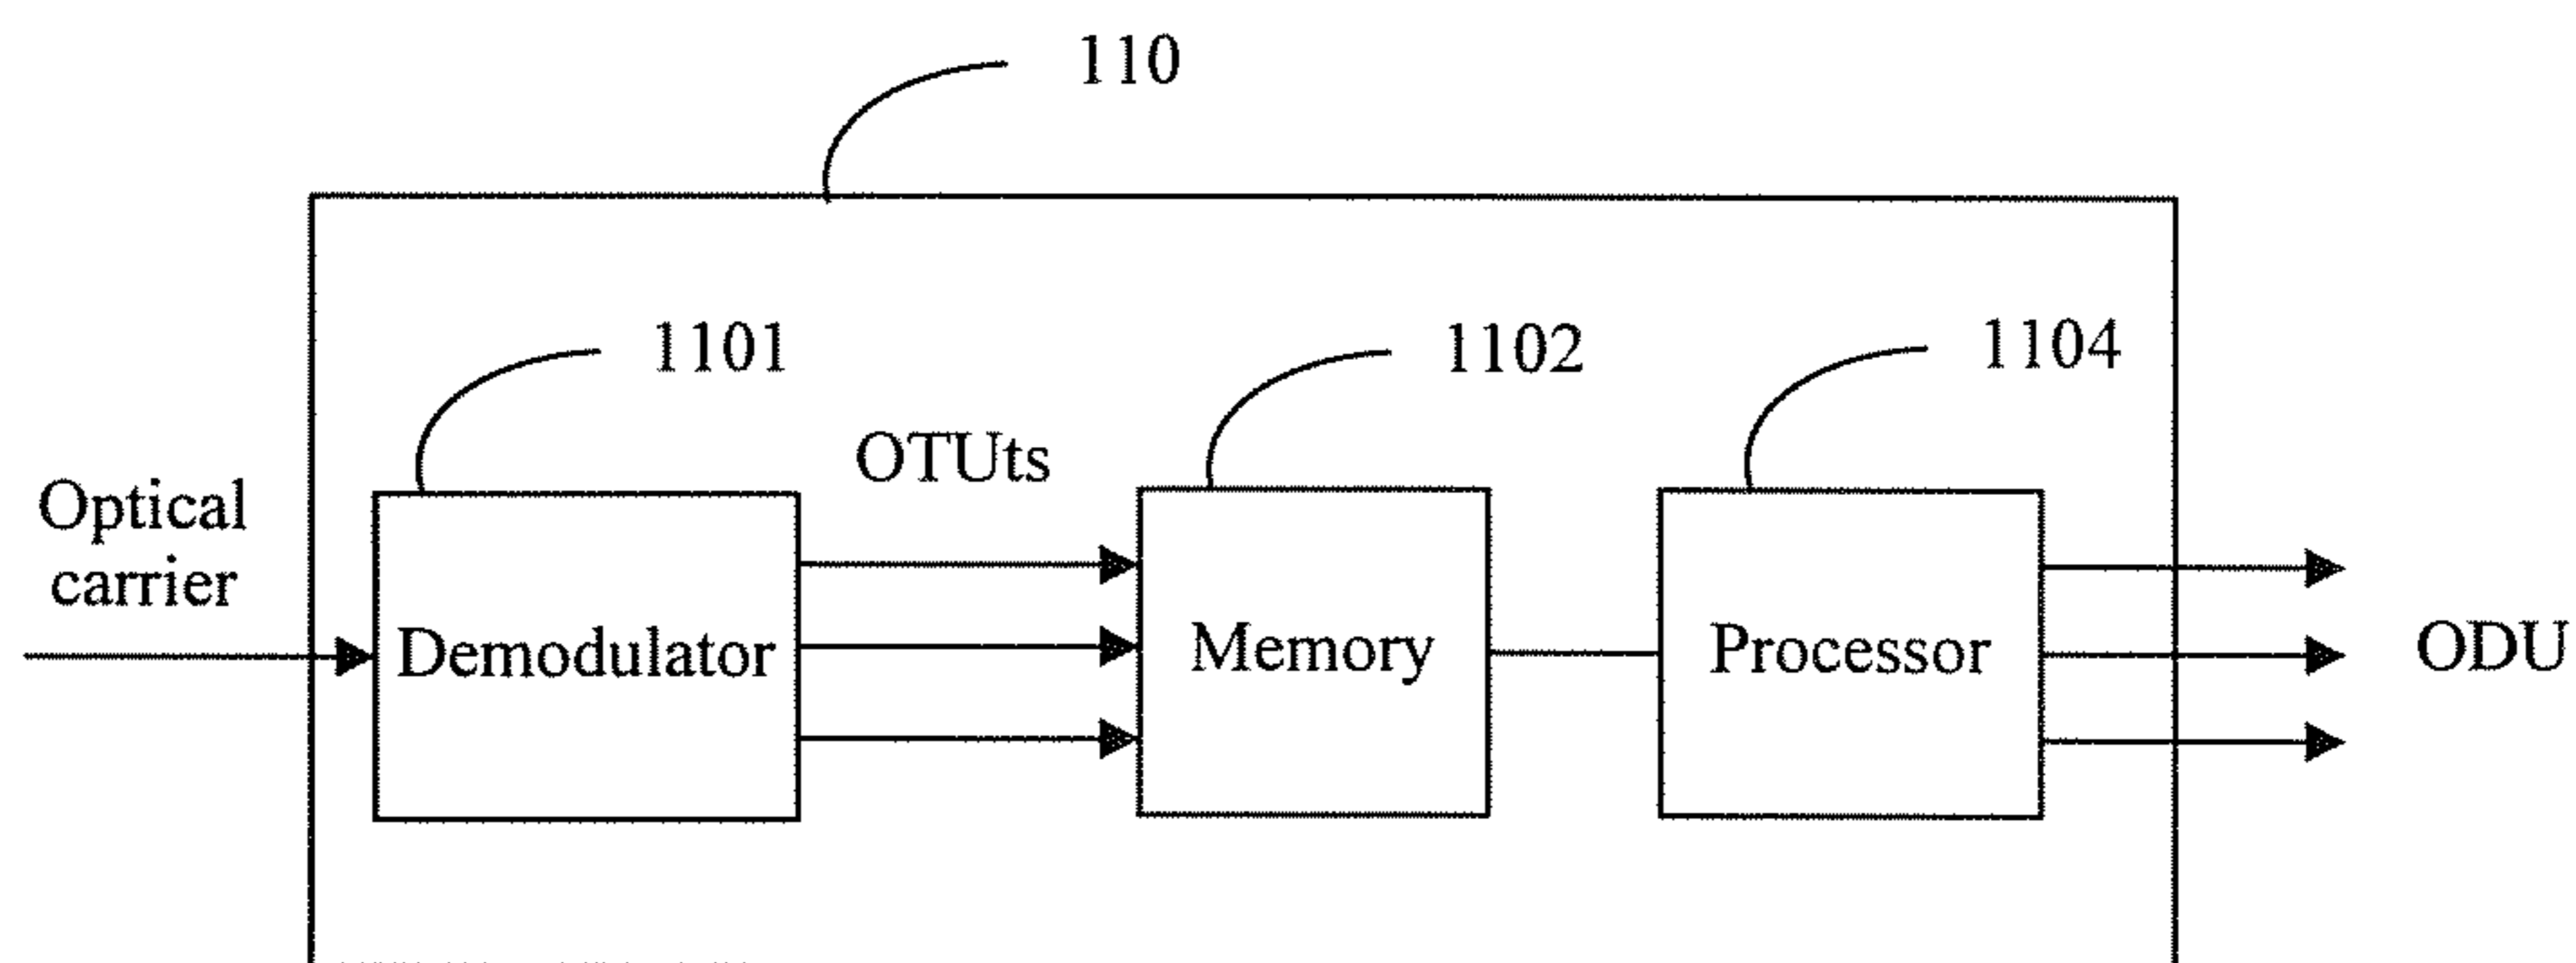 110
1101
1102
1104
OTUts
Optical
carrier
Demodulator
Memory
Processor
ODU